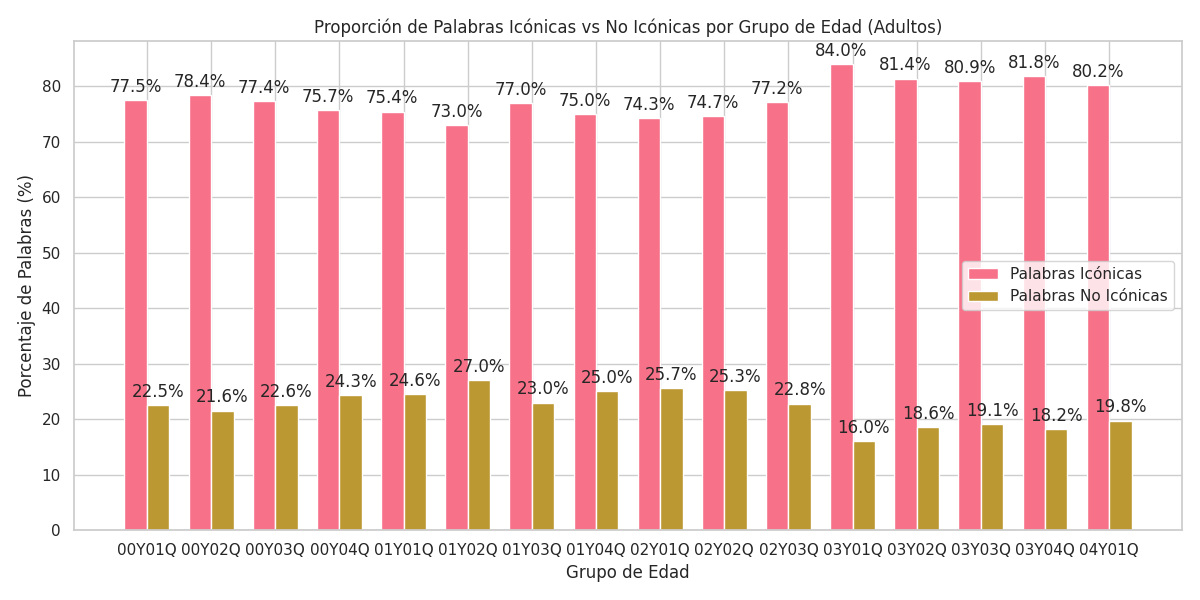 Proporción de Palabras Icónicas vs No Icónicas por Grupo de Edad (Adultos)
Porcentaje de Palabras (%)
80
70
60
50
40
30
20
10
0
77.5% 78.4% 77.4% 75.7% 75.4% 73.0% 77.0% 75.0% 74.3% 74.7% 77.2% 84.0% 81.4% 80.9% 81.8% 80.2%
22.5% 21.6% 22.6% 24.3% 24.6% 27.0% 23.0% 25.0% 25.7% 25.3% 22.8% 16.0% 18.6% 19.1% 18.2% 19.8%
Palabras Icónicas
Palabras No Icónicas
00Y01Q 00Y02Q 00Y03Q 00Y04Q 01Y01Q 01Y02Q 01Y03Q 01Y04Q 02Y01Q 02Y02Q 02Y03Q 03Y01Q 03Y02Q 03Y03Q 03Y04Q 04Y01Q
Grupo de Edad